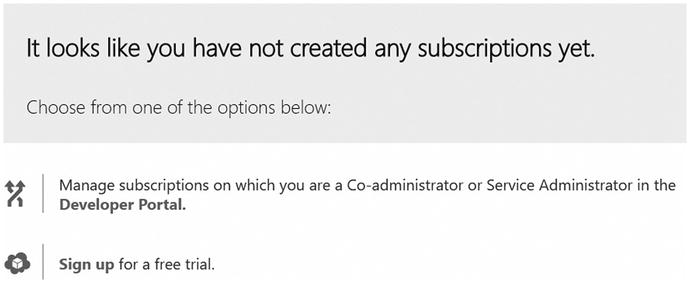 It looks like you have not created any subscriptions yet.
Choose from one of the options below:
Manage subscriptions on which you are a Co-administrator or Service Administrator in the
Developer Portal.
Sign up for a free trial.